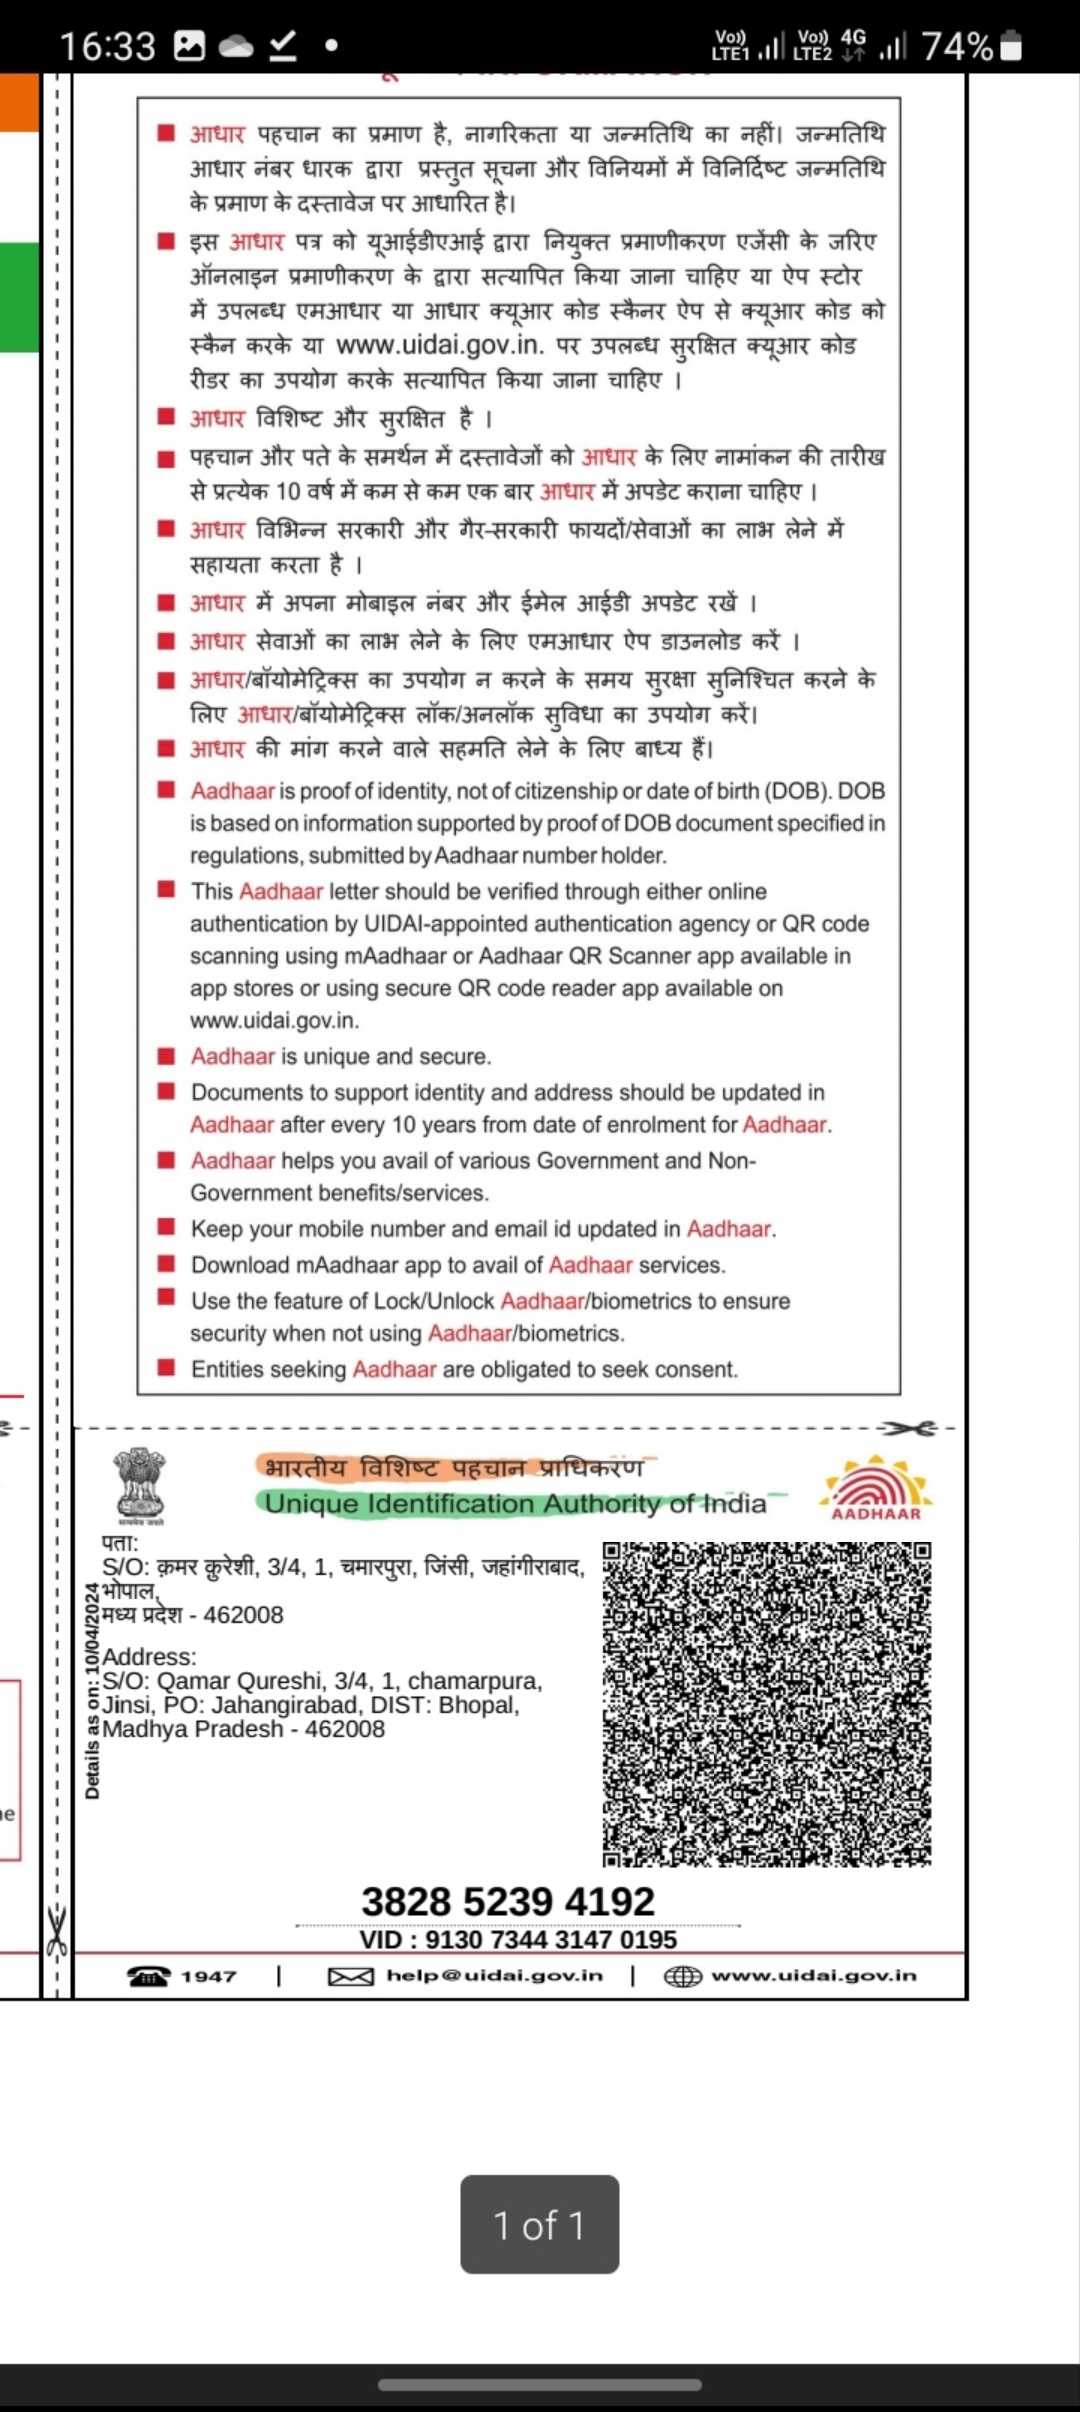 16:33
Vo)) LTE1 Vo)) LTE2 4G 74%
आधार पहचान का प्रमाण है, नागरिकता या जन्मतिथि का नहीं। जन्मतिथि
आधार नंबर धारक द्वारा प्रस्तुत सूचना और विनियमों में विनिर्दिष्ट जन्मतिथि
के प्रमाण के दस्तावेज पर आधारित है।
इस आधार पत्र को यूआईडीएआई द्वारा नियुक्त प्रमाणीकरण एजेंसी के जरिए
ऑनलाइन प्रमाणीकरण के द्वारा सत्यापित किया जाना चाहिए या ऐप स्टोर
में उपलब्ध एमआधार या आधार क्यूआर कोड स्कैनर ऐप से क्यूआर कोड को
स्कैन करके या www.uidai.gov.in. पर उपलब्ध सुरक्षित क्यूआर कोड
रीडर का उपयोग करके सत्यापित किया जाना चाहिए ।
आधार विशिष्ट और सुरक्षित है ।
पहचान और पते के समर्थन में दस्तावेजों को आधार के लिए नामांकन की तारीख
से प्रत्येक 10 वर्ष में कम से कम एक बार आधार में अपडेट कराना चाहिए ।
आधार विभिन्न सरकारी और गैर-सरकारी फायदों/सेवाओं का लाभ लेने में
सहायता करता है ।
आधार में अपना मोबाइल नंबर और ईमेल आईडी अपडेट रखें ।
आधार सेवाओं का लाभ लेने के लिए एमआधार ऐप डाउनलोड करें ।
आधार/बॉयोमेट्रिक्स का उपयोग न करने के समय सुरक्षा सुनिश्चित करने के
लिए आधार/बॉयोमेट्रिक्स लॉक/अनलॉक सुविधा का उपयोग करें।
आधार की मांग करने वाले सहमति लेने के लिए बाध्य हैं।
Aadhaar is proof of identity, not of citizenship or date of birth (DOB). DOB
is based on information supported by proof of DOB document specified in
regulations, submitted by Aadhaar number holder.
This Aadhaar letter should be verified through either online
authentication by UIDAI-appointed authentication agency or QR code
scanning using mAadhaar or Aadhaar QR Scanner app available in
app stores or using secure QR code reader app available on
www.uidai.gov.in.
Aadhaar is unique and secure.
Documents to support identity and address should be updated in
Aadhaar after every 10 years from date of enrolment for Aadhaar.
Aadhaar helps you avail of various Government and Non-
Government benefits/services.
Keep your mobile number and email id updated in Aadhaar.
Download mAadhaar app to avail of Aadhaar services.
Use the feature of Lock/Unlock Aadhaar/biometrics to ensure
security when not using Aadhaar/biometrics.
Entities seeking Aadhaar are obligated to seek consent.
भारतीय विशिष्ट पहचान प्राधिकरण
Unique Identification Authority of India
सत्यमेव जयते
AADHAAR
पता:
S/O: क़मर क़ुरेशी, 3/4, 1, चमारपुरा, जिंसी, जहांगीराबाद,
भोपाल,
मध्य प्रदेश - 462008
Address:
S/O: Qamar Qureshi, 3/4, 1, chamarpura,
Jinsi, PO: Jahangirabad, DIST: Bhopal,
Madhya Pradesh - 462008
Details as on: 10/04/2024
3828 5239 4192
VID : 9130 7344 3147 0195
1947 | help@uidai.gov.in | www.uidai.gov.in
1 of 1